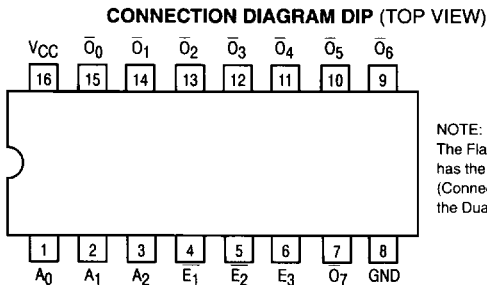 CONNECTION DIAGRAM DIP (TOP VIEW)
VCC O̅0 O̅1 O̅2 O̅3 O̅4 O̅5 O̅6
16 15 14 13 12 11 10 9
NOTE:
The Fla
has the
(Connec
the Dua
1 2 3 4 5 6 7 8
A0 A1 A2 E̅1 E̅2 E3 O̅7 GND